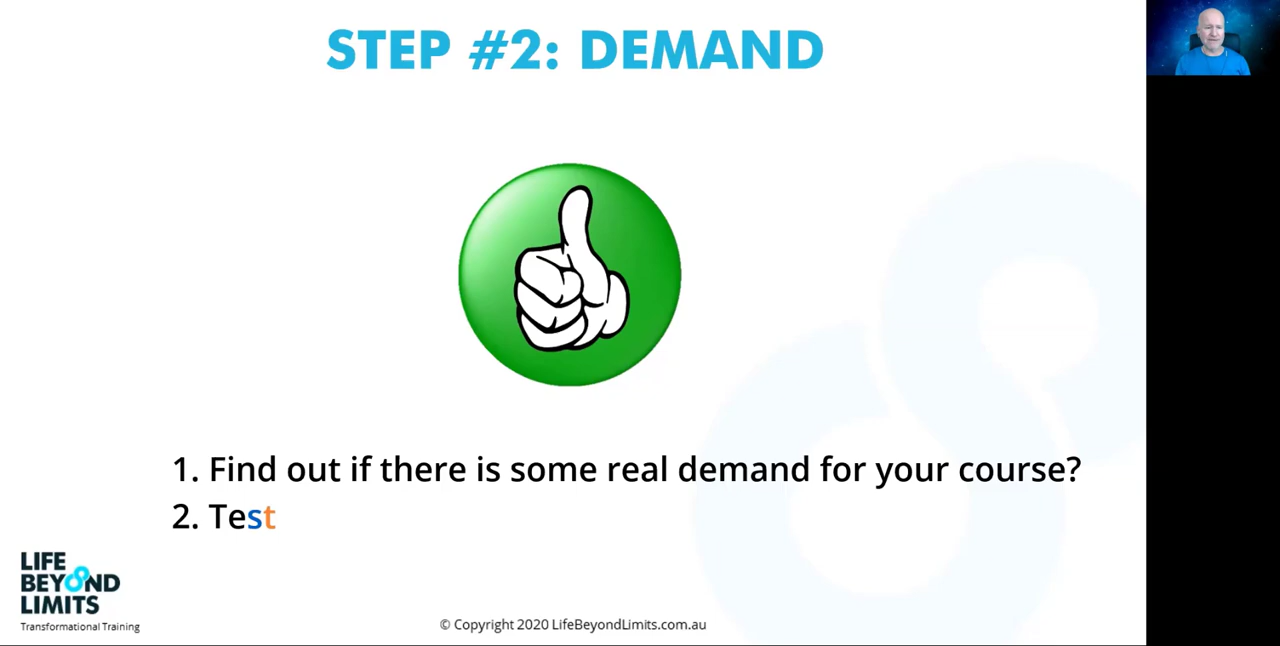 STEP #2: DEMAND
1. Find out if there is some real demand for your course?
2. Test
LIFE
BEYOND
LIMITS
Transformational Training
© Copyright 2020 LifeBeyondLimits.com.au